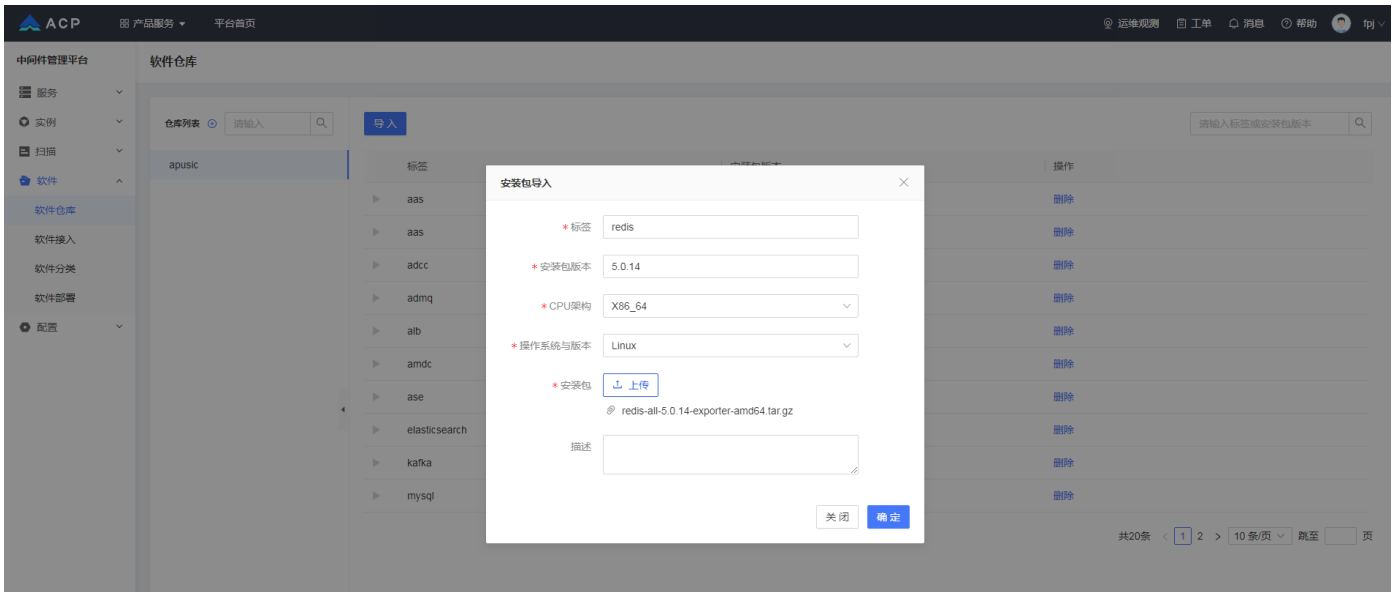 ACP 产品服务 平台首页 运维观测 工单 消息 帮助 fpj
中间件管理平台 软件仓库
服务
实例 仓库列表 请输入 导入 请输入标签或安装包版本
扫描
apusic 标签 安装包版本 操作
软件 安装包导入
aas 删除
软件仓库
标签 redis
软件接入 aas 删除
软件分类 adcc 安装包版本 5.0.14 删除
软件部署 admq CPU架构 X86_64 删除
配置 alb 删除
操作系统与版本 Linux
amdc 删除
安装包 上传
ase 删除
redis-all-5.0.14-exporter-amd64.tar.gz
elasticsearch 删除
描述
kafka 删除
mysql 删除
关闭 确定
共20条 < 1 2 > 10 条/页 跳至 页